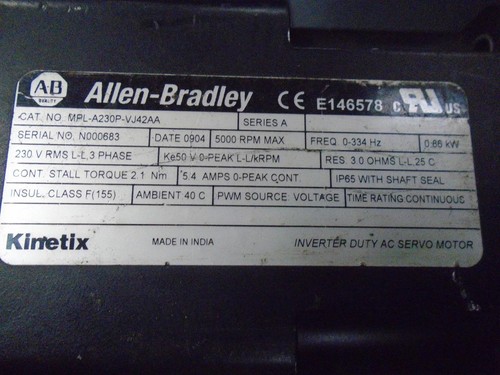 AB
QUALITY
Allen-Bradley CE E146578 C RU US
CAT. NO. MPL-A230P-VJ42AA SERIES A
SERIAL NO. N000683 DATE 0904 5000 RPM MAX FREQ. 0-334 Hz 0.86 kW
230 V RMS L-L,3 PHASE Ke50 V 0-PEAK L-L/kRPM RES. 3.0 OHMS L-L.25 C
CONT. STALL TORQUE 2.1 Nm 5.4 AMPS 0-PEAK CONT. IP65 WITH SHAFT SEAL
INSUL. CLASS F(155) AMBIENT 40 C PWM SOURCE. VOLTAGE TIME RATING CONTINUOUS
Kinetix MADE IN INDIA INVERTER DUTY AC SERVO MOTOR